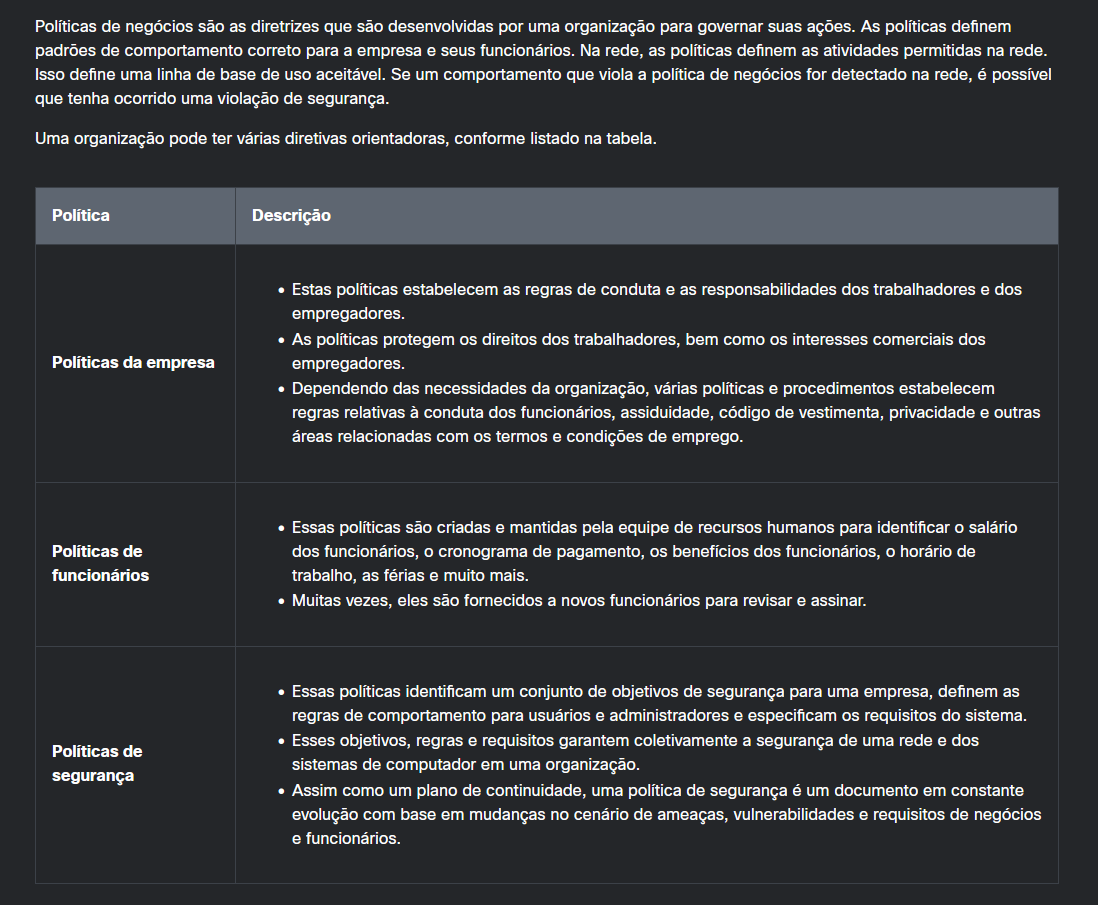 Políticas de negócios são as diretrizes que são desenvolvidas por uma organização para governar suas ações. As políticas definem
padrões de comportamento correto para a empresa e seus funcionários. Na rede, as políticas definem as atividades permitidas na rede.
Isso define uma linha de base de uso aceitável. Se um comportamento que viola a política de negócios for detectado na rede, é possível
que tenha ocorrido uma violação de segurança.
Uma organização pode ter várias diretivas orientadoras, conforme listado na tabela.
Política
Descrição
Políticas da empresa
• Estas políticas estabelecem as regras de conduta e as responsabilidades dos trabalhadores e dos
empregadores.
• As políticas protegem os direitos dos trabalhadores, bem como os interesses comerciais dos
empregadores.
• Dependendo das necessidades da organização, várias políticas e procedimentos estabelecem
regras relativas à conduta dos funcionários, assiduidade, código de vestimenta, privacidade e outras
áreas relacionadas com os termos e condições de emprego.
Políticas de
funcionários
• Essas políticas são criadas e mantidas pela equipe de recursos humanos para identificar o salário
dos funcionários, o cronograma de pagamento, os benefícios dos funcionários, o horário de
trabalho, as férias e muito mais.
• Muitas vezes, eles são fornecidos a novos funcionários para revisar e assinar.
Políticas de
segurança
• Essas políticas identificam um conjunto de objetivos de segurança para uma empresa, definem as
regras de comportamento para usuários e administradores e especificam os requisitos do sistema.
• Esses objetivos, regras e requisitos garantem coletivamente a segurança de uma rede e dos
sistemas de computador em uma organização.
• Assim como um plano de continuidade, uma política de segurança é um documento em constante
evolução com base em mudanças no cenário de ameaças, vulnerabilidades e requisitos de negócios
e funcionários.